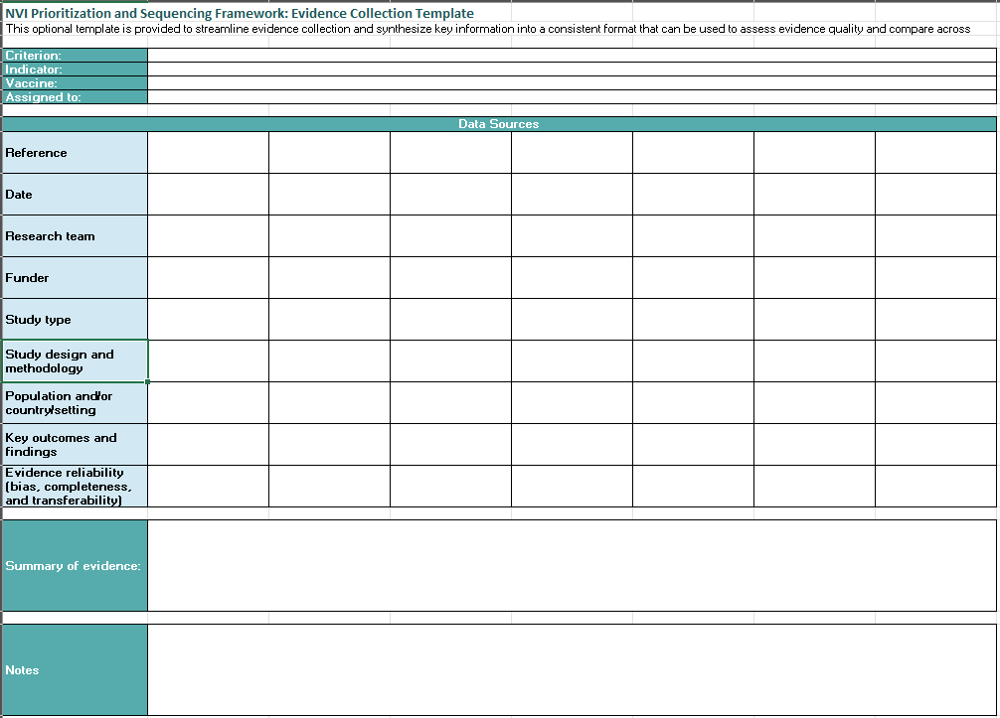 NVI Prioritization and Sequencing Framework: Evidence Collection Template
This optional template is provided to streamline evidence collection and synthesize key information into a consistent format that can be used to assess evidence quality and compare across
Criterion:
Indicator:
Vaccine:
Assigned to:
Data Sources
Reference
Date
Research team
Funder
Study type
Study design and
methodology
Population and/or
country/setting
Key outcomes and
findings
Evidence reliability
(bias, completeness,
and transferability)
Summary of evidence:
Notes